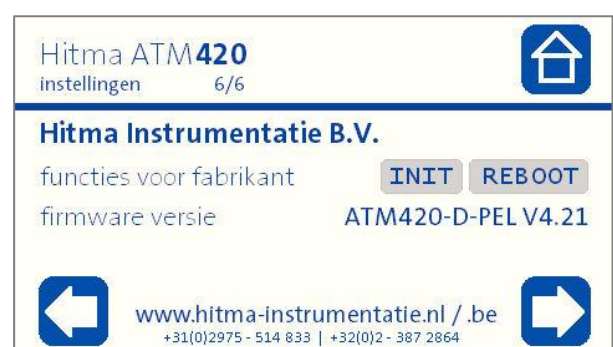 Hitma ATM420
instellingen 6/6
Hitma Instrumentatie B.V.
functies voor fabrikant INIT REBOOT
firmware versie ATM420-D-PEL V4.21
www.hitma-instrumentatie.nl / .be
+31(0)2975 - 514 833 | +32(0)2 - 387 2864